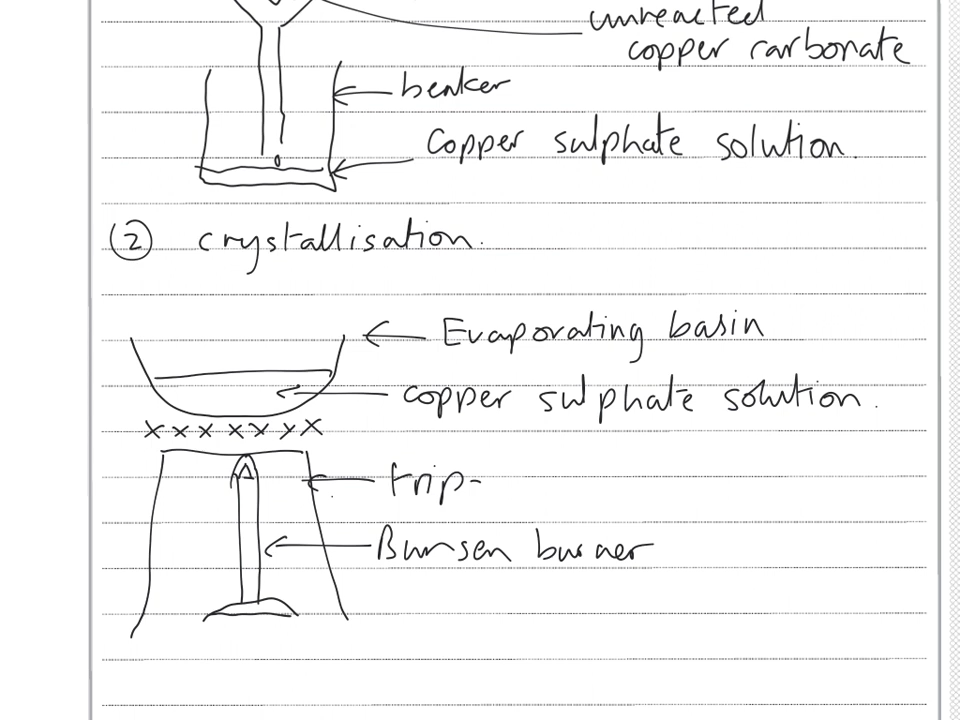 unreacted
copper carbonate
beaker
copper sulphate solution.
② crystallisation.
Evaporating basin
copper sulphate solution.
trip-
Bunsen burner